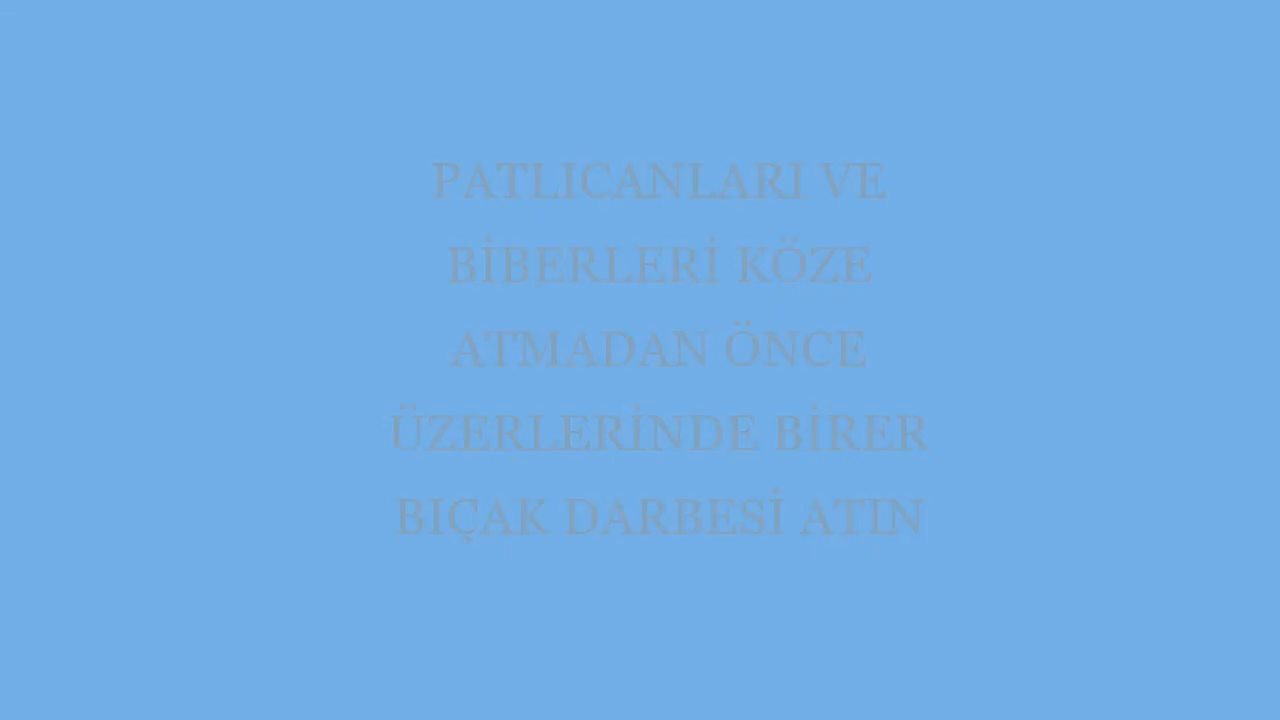 PATLICANLARI VE
BİBERLERİ KÖZE
ATMADAN ÖNCE
ÜZERLERİNDE BİRER
BIÇAK DARBESİ ATIN